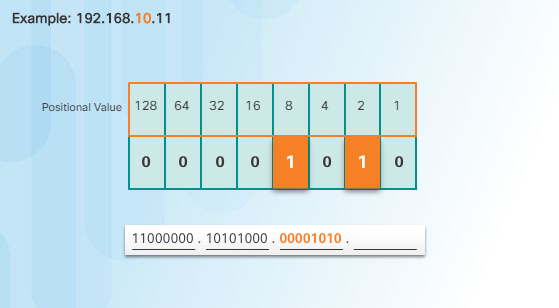 Example: 192.168.10.11
Positional Value 128 64 32 16 8 4 2 1
0 0 0 0 1 0 1 0
11000000 . 10101000 . 00001010 .